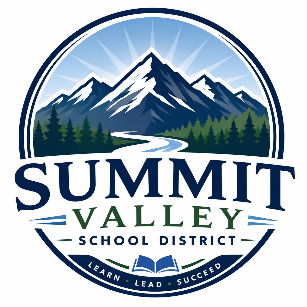 SUMMIT
VALLEY
SCHOOL DISTRICT
LEARN · LEAD · SUCCEED